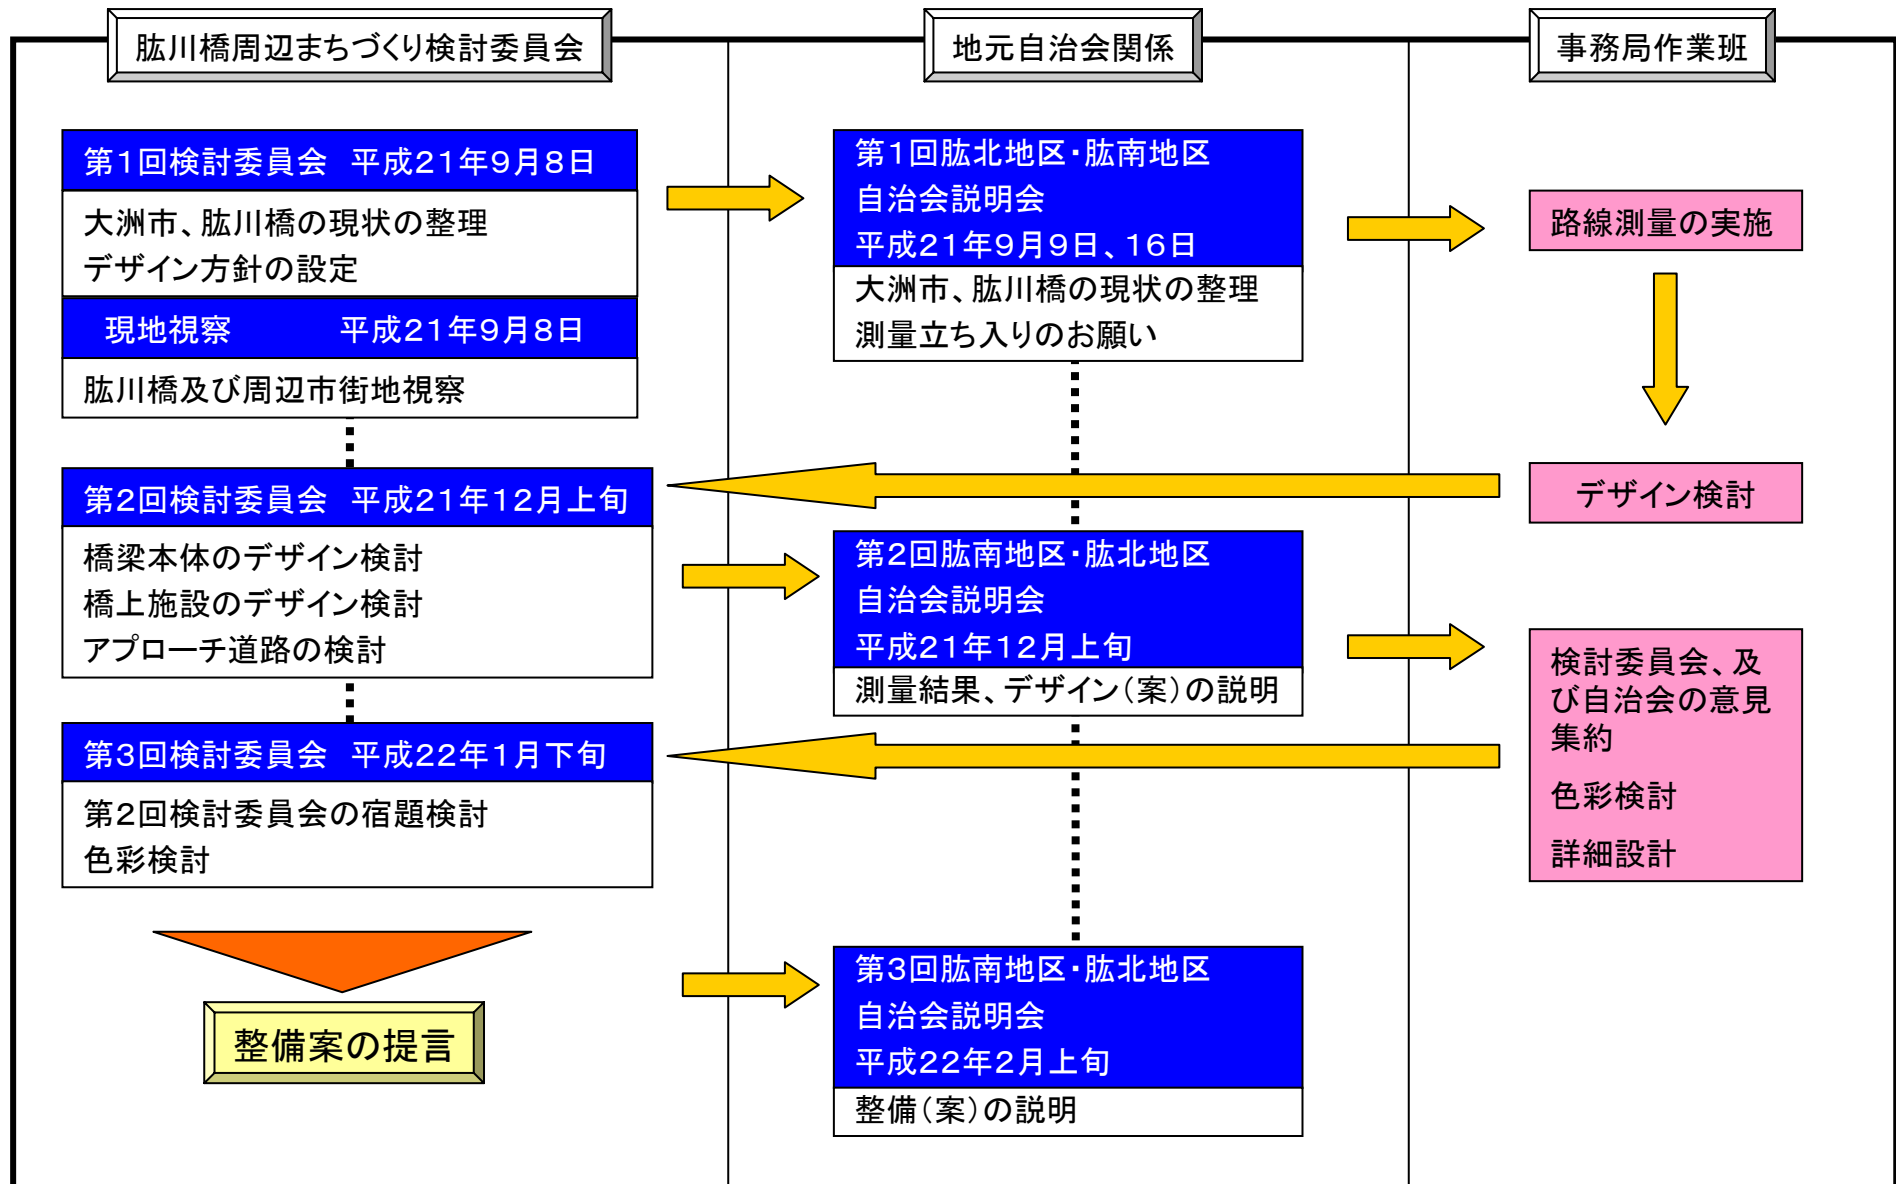 肱川橋周辺まちづくり検討委員会
地元自治会関係
事務局作業班
第1回検討委員会　平成21年9月8日
大洲市、肱川橋の現状の整理
デザイン方針の設定
現地視察　　　　平成21年9月8日
肱川橋及び周辺市街地視察
第2回検討委員会　平成21年12月上旬
橋梁本体のデザイン検討
橋上施設のデザイン検討
アプローチ道路の検討
第3回検討委員会　平成22年1月下旬
第2回検討委員会の宿題検討
色彩検討
整備案の提言
第1回肱北地区・肱南地区
自治会説明会
平成21年9月9日、16日
大洲市、肱川橋の現状の整理
測量立ち入りのお願い
第2回肱南地区・肱北地区
自治会説明会
平成21年12月上旬
測量結果、デザイン（案）の説明
第3回肱南地区・肱北地区
自治会説明会
平成22年2月上旬
整備（案）の説明
路線測量の実施
デザイン検討
検討委員会、及
び自治会の意見
集約
色彩検討
詳細設計